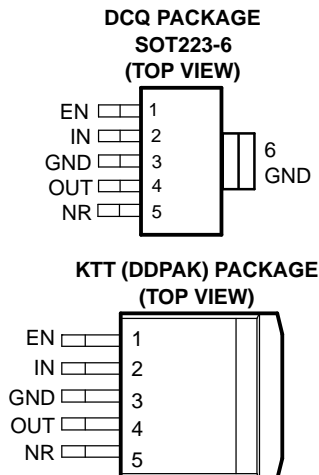 DCQ PACKAGE
SOT223-6
(TOP VIEW)
EN 1
IN 2
GND 3
OUT 4
NR 5
6
GND
KTT (DDPAK) PACKAGE
(TOP VIEW)
EN 1
IN 2
GND 3
OUT 4
NR 5